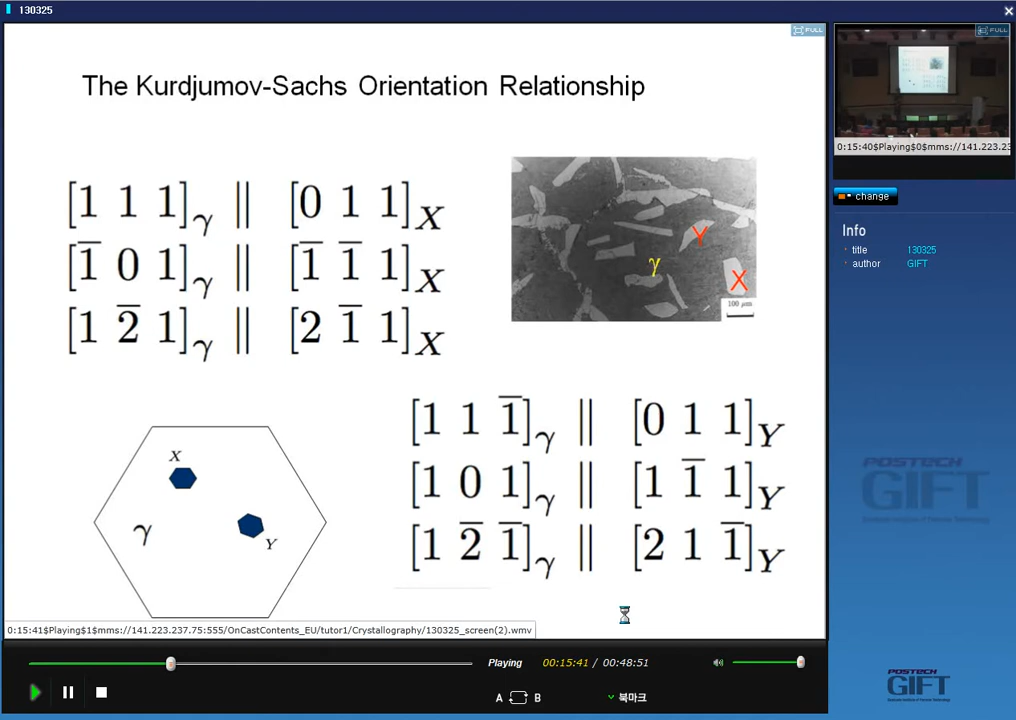 130325
FULL
The Kurdjumov-Sachs Orientation Relationship
[1 1 1]γ || [0 1 1]X
[1̅ 0 1]γ || [1̅ 1̅ 1]X
[1 2̅ 1]γ || [2 1̅ 1]X
γ
Y
X
100 μm
X
γ
Y
[1 1 1̅]γ || [0 1 1]Y
[1 0 1]γ || [1 1̅ 1]Y
[1 2̅ 1̅]γ || [2 1 1̅]Y
0:15:41$Playing$1$mms://141.223.237.75:555/OnCastContents_EU/tutor1/Crystallography/130325_screen(2).wmv
Playing 00:15:41 / 00:48:51
A B 북마크
FULL
0:15:40$Playing$0$mms://141.223.23
change
Info
title 130325
author GIFT
POSTECH
GIFT
POSTECH
GIFT